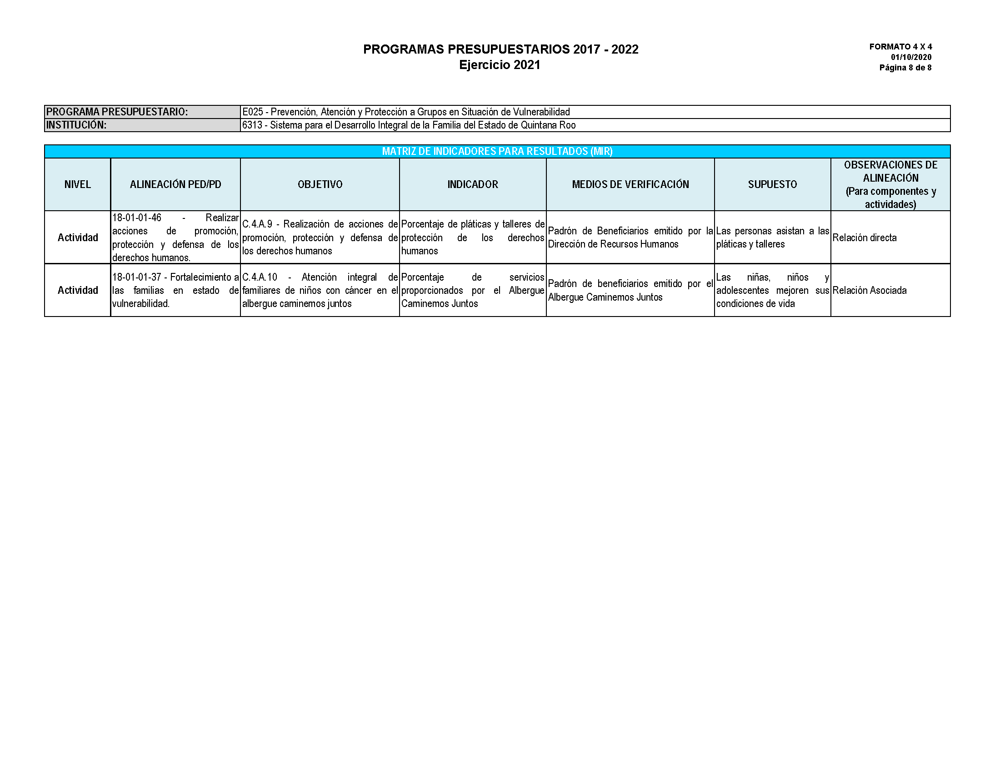 PROGRAMAS PRESUPUESTARIOS 2017 - 2022
Ejercicio 2021
FORMATO 4 X 4
01/10/2020
Página 8 de 8
PROGRAMA PRESUPUESTARIO: E025 - Prevención, Atención y Protección a Grupos en Situación de Vulnerabilidad
INSTITUCIÓN: 6313 - Sistema para el Desarrollo Integral de la Familia del Estado de Quintana Roo
MATRIZ DE INDICADORES PARA RESULTADOS (MIR)
NIVEL
ALINEACIÓN PED/PD
OBJETIVO
INDICADOR
MEDIOS DE VERIFICACIÓN
SUPUESTO
OBSERVACIONES DE
ALINEACIÓN
(Para componentes y
actividades)
Actividad
18-01-01-46 - Realizar
acciones de promoción,
protección y defensa de los
derechos humanos.
C.4.A.9 - Realización de acciones de
promoción, protección y defensa de
los derechos humanos
Porcentaje de pláticas y talleres de
protección de los derechos
humanos
Padrón de Beneficiarios emitido por la
Dirección de Recursos Humanos
Las personas asistan a las
pláticas y talleres
Relación directa
Actividad
18-01-01-37 - Fortalecimiento a
las familias en estado de
vulnerabilidad.
C.4.A.10 - Atención integral de
familiares de niños con cáncer en el
albergue caminemos juntos
Porcentaje de servicios
proporcionados por el Albergue
Caminemos Juntos
Padrón de beneficiarios emitido por el
Albergue Caminemos Juntos
Las niñas, niños y
adolescentes mejoren sus
condiciones de vida
Relación Asociada